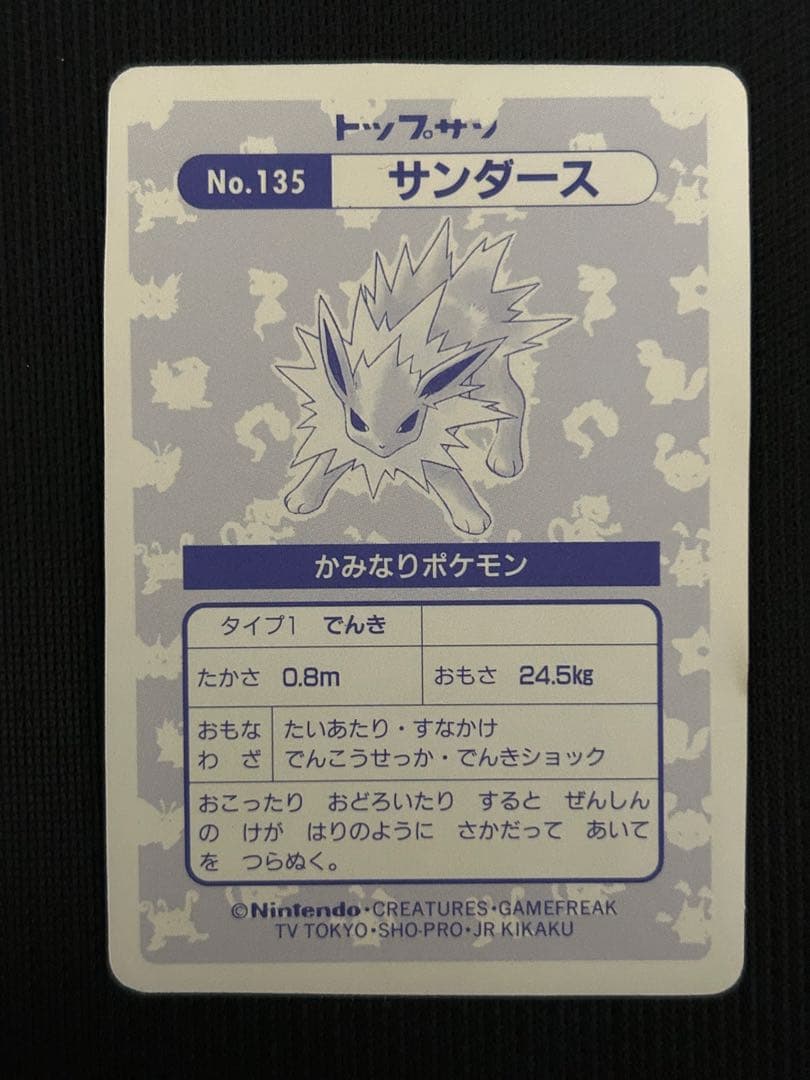 トップサン
No.135 サンダース
かみなりポケモン
タイプ1 でんき
たかさ 0.8m おもさ 24.5kg
おもな たいあたり・すなかけ
わ ざ でんこうせっか・でんきショック
おこったり おどろいたり すると ぜんしん
の けが はりのように さかだって あいて
を つらぬく。
©Nintendo・CREATURES・GAMEFREAK
TV TOKYO・SHO-PRO・JR KIKAKU